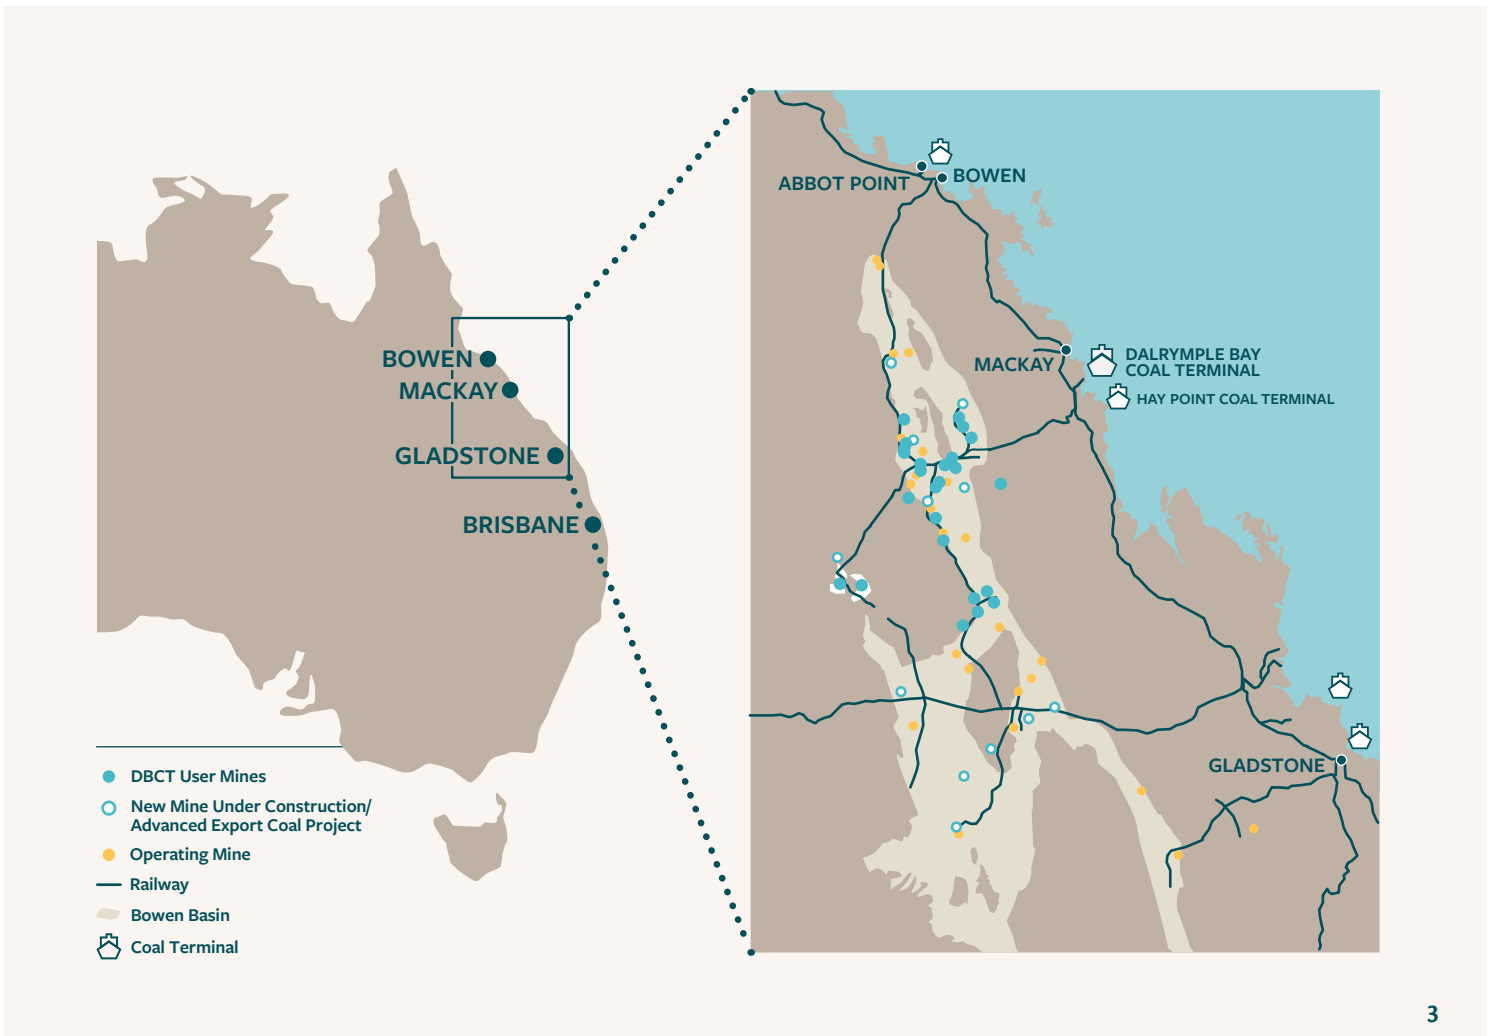 BOWEN
MACKAY
GLADSTONE
BRISBANE
DBCT User Mines
New Mine Under Construction/
Advanced Export Coal Project
Operating Mine
Railway
Bowen Basin
Coal Terminal
ABBOT POINT
BOWEN
MACKAY
DALRYMPLE BAY
COAL TERMINAL
HAY POINT COAL TERMINAL
GLADSTONE
3